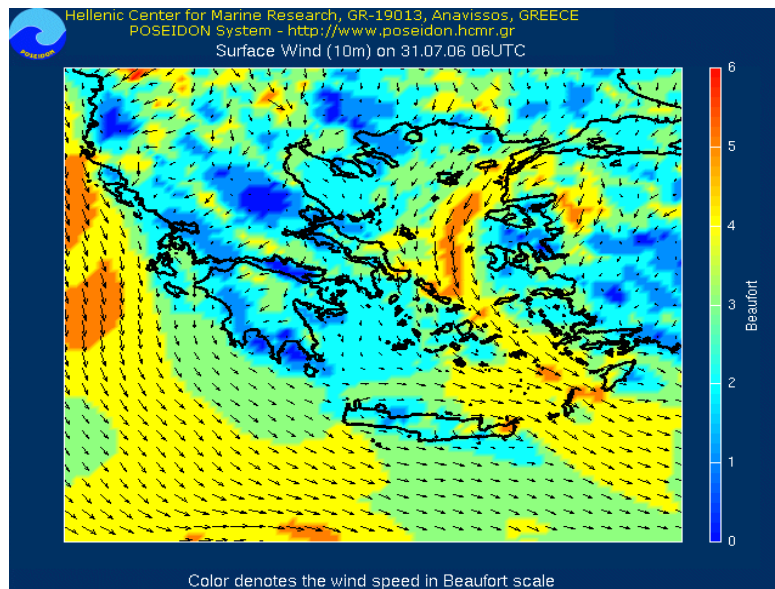 Hellenic Center for Marine Research, GR-19013, Anavissos, GREECE
POSEIDON System - http://www.poseidon.hcmr.gr
POSEIDON
Surface Wind (10m) on 31.07.06 06UTC
6
5
4
3
2
1
0
Beaufort
Color denotes the wind speed in Beaufort scale